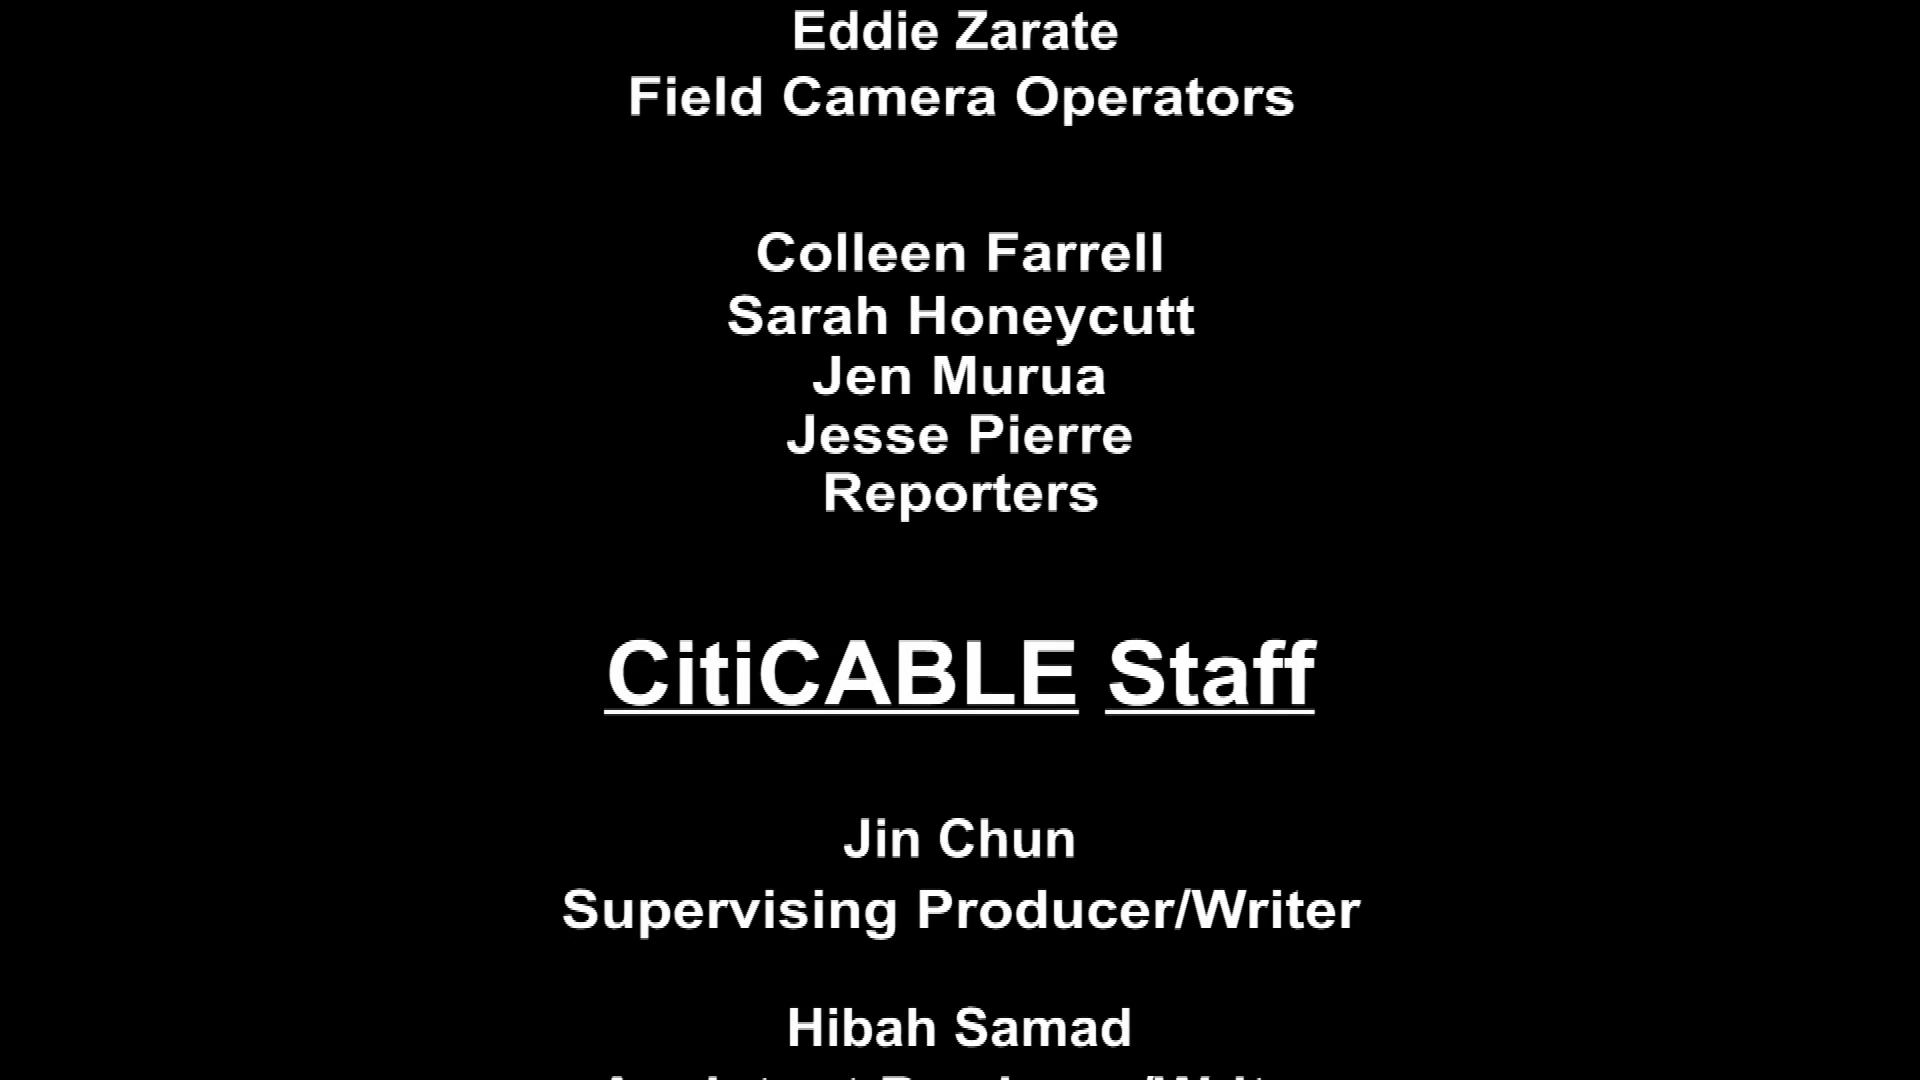 Eddie Zarate
Field Camera Operators
Colleen Farrell
Sarah Honeycutt
Jen Murua
Jesse Pierre
Reporters
CitiCABLE Staff
Jin Chun
Supervising Producer/Writer
Hibah Samad